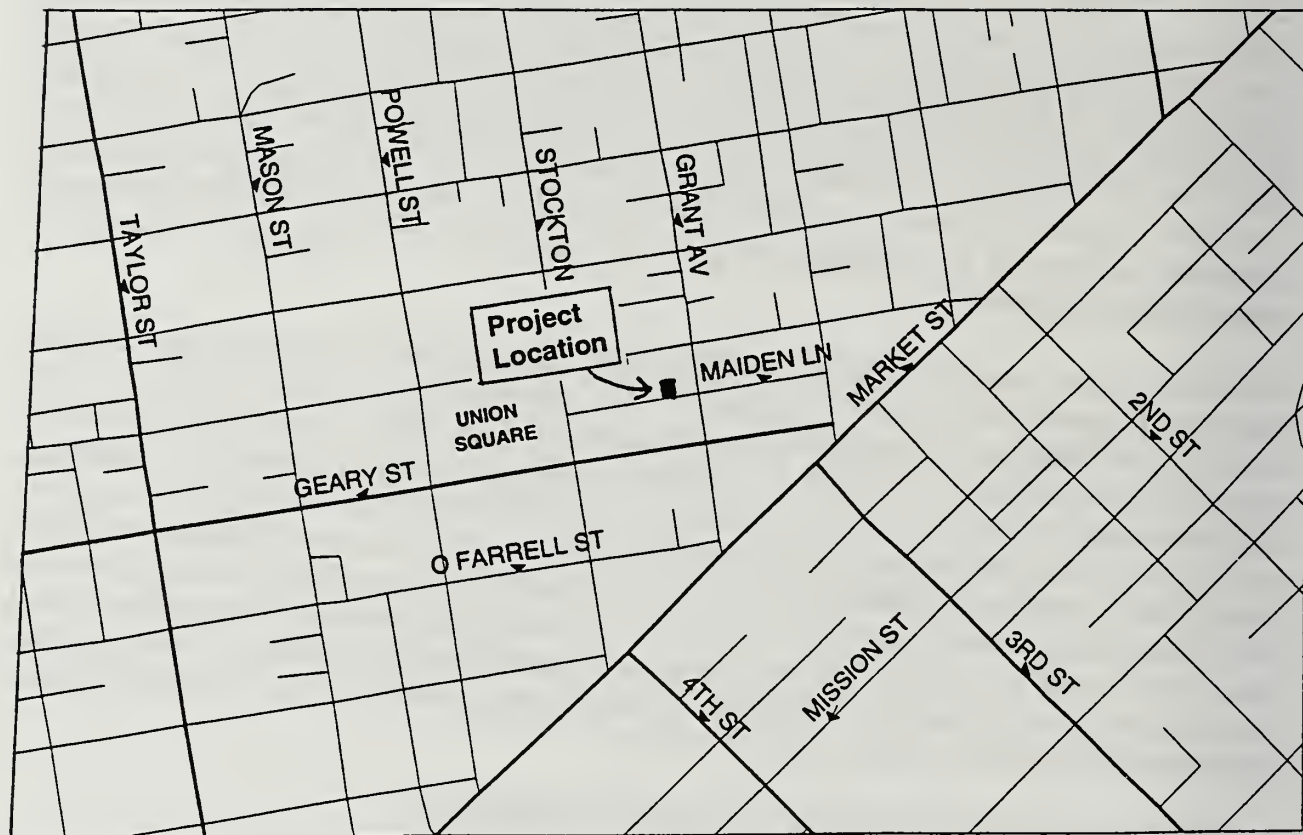 POWELL ST
MASON ST
STOCKTON
GRANT AV
TAYLOR ST
Project
Location
MAIDEN LN
MARKET ST
UNION
SQUARE
2ND ST
GEARY ST
O FARRELL ST
MISSION ST
3RD ST
4TH ST